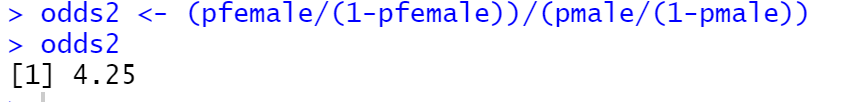 > odds2 <- (pfemale/(1-pfemale))/(pmale/(1-pmale))
> odds2
[1] 4.25